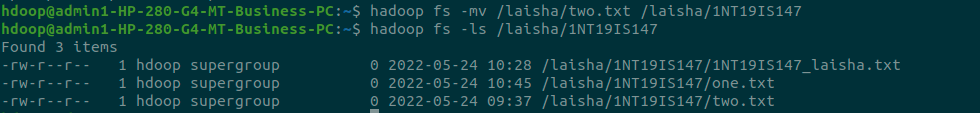 hdoop@admin1-HP-280-G4-MT-Business-PC:~$ hadoop fs -mv /laisha/two.txt /laisha/1NT19IS147
hdoop@admin1-HP-280-G4-MT-Business-PC:~$ hadoop fs -ls /laisha/1NT19IS147
Found 3 items
-rw-r--r--   1 hdoop supergroup          0 2022-05-24 10:28 /laisha/1NT19IS147/1NT19IS147_laisha.txt
-rw-r--r--   1 hdoop supergroup          0 2022-05-24 10:45 /laisha/1NT19IS147/one.txt
-rw-r--r--   1 hdoop supergroup          0 2022-05-24 09:37 /laisha/1NT19IS147/two.txt